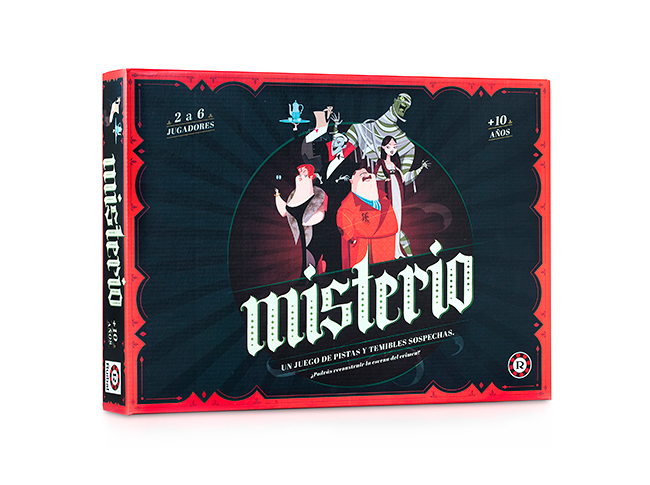 2 a 6
JUGADORES
+10
AÑOS
misterio
UN JUEGO DE PISTAS Y TEMIBLES SOSPECHAS.
¿Podrás reconstruir la escena del crimen?
R
misterio
+10
AÑOS
R
Ruibal